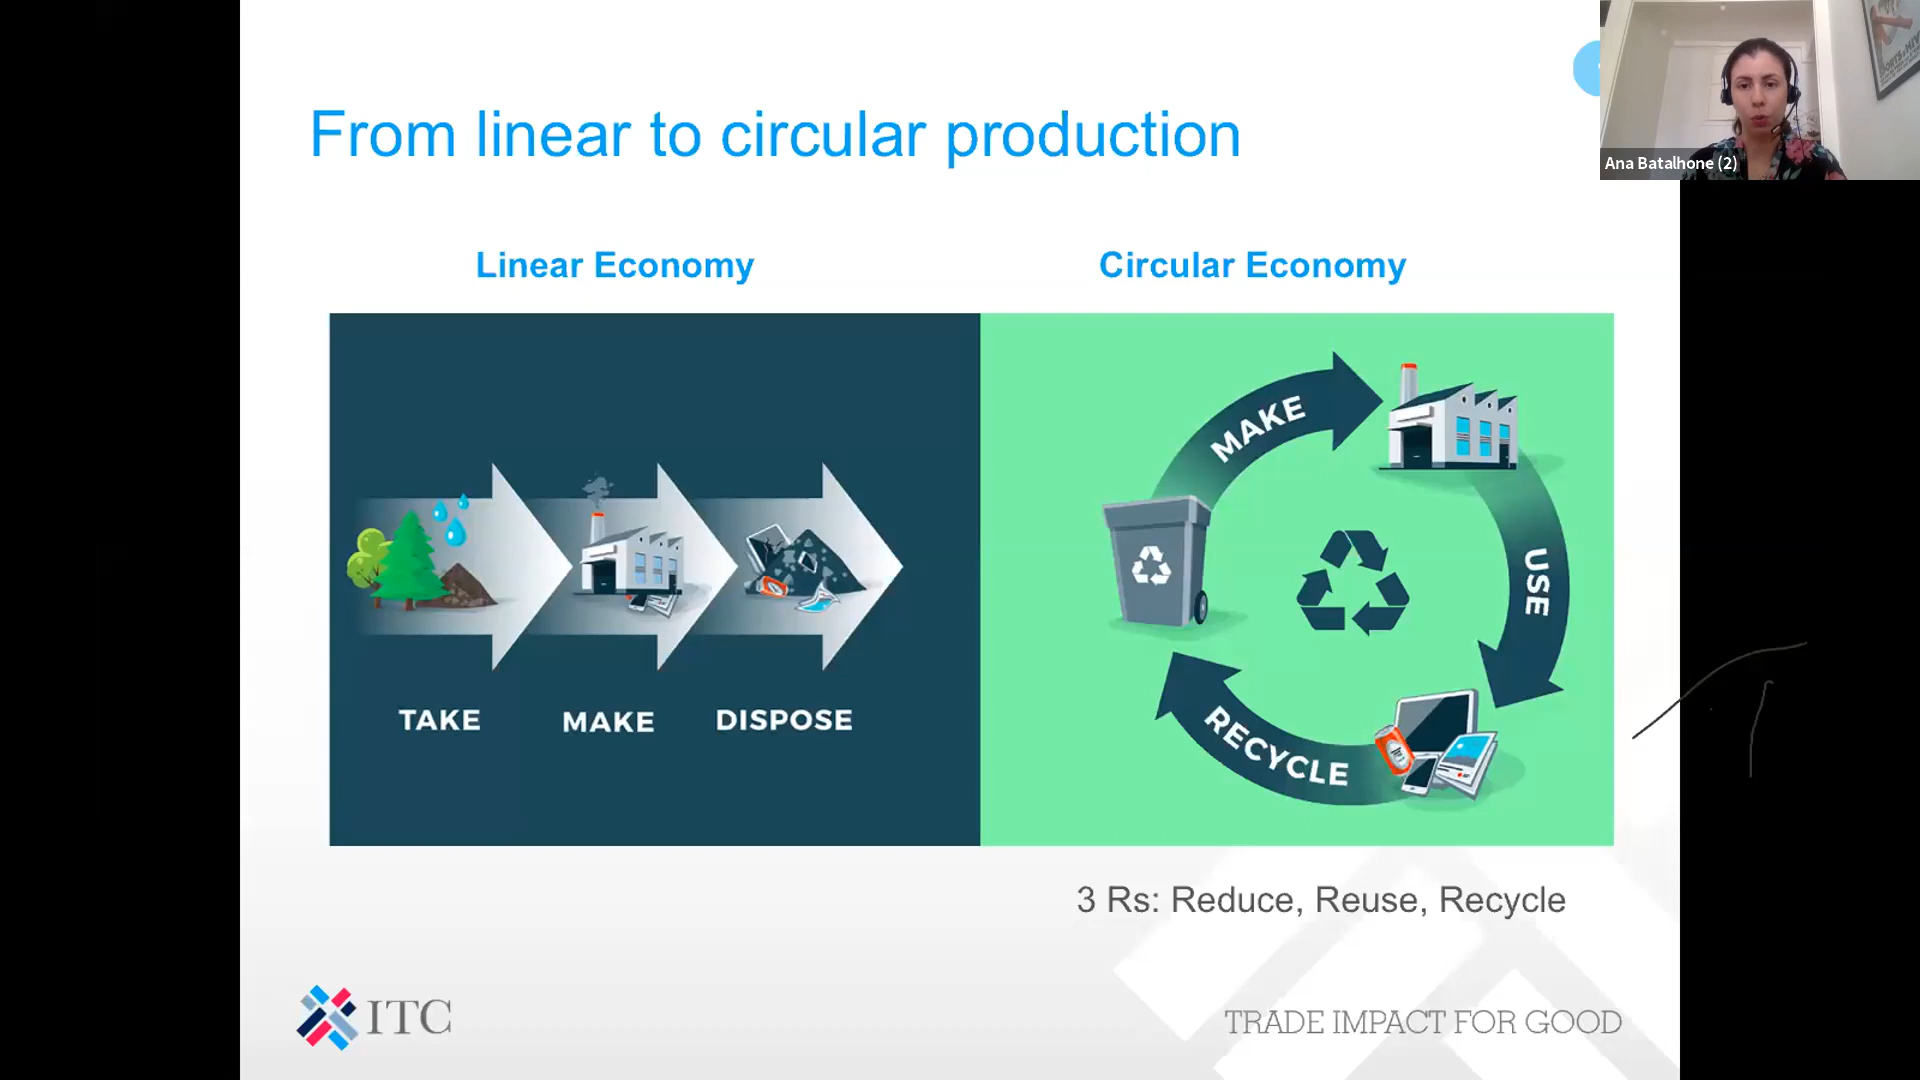 From linear to circular production
Ana Batalhone (2)
Linear Economy
Circular Economy
TAKE
MAKE
DISPOSE
MAKE
USE
RECYCLE
3 Rs: Reduce, Reuse, Recycle
ITC
TRADE IMPACT FOR GOOD